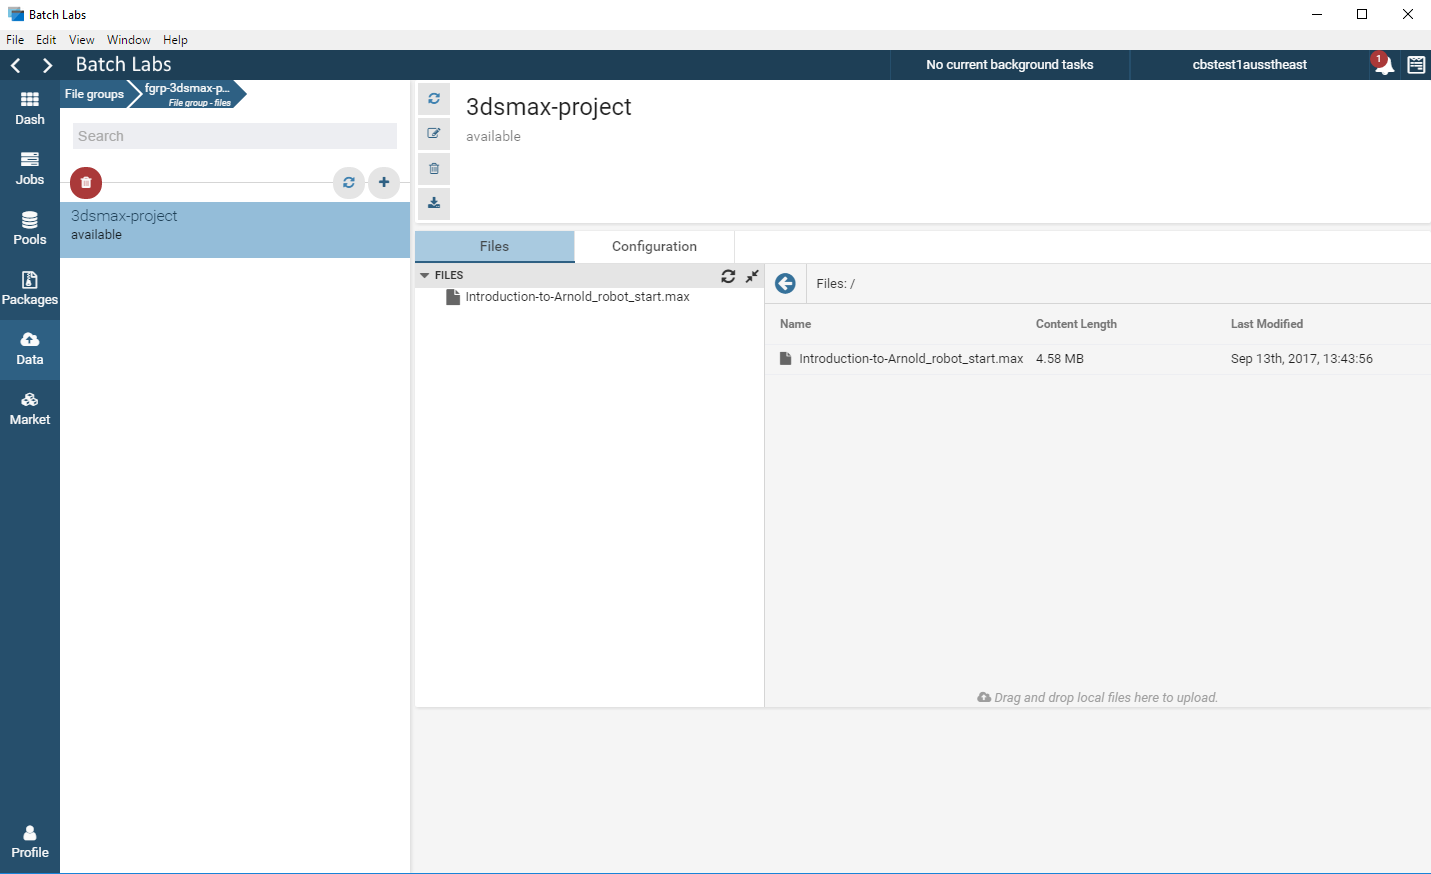 Batch Labs
File Edit View Window Help
Batch Labs
No current background tasks
cbstest1ausstheast
1
Dash
Jobs
Pools
Packages
Data
Market
Profile
File groups
fgrp-3dsmax-p...
File group - files
Search
3dsmax-project
available
3dsmax-project
available
Files
Configuration
FILES
Introduction-to-Arnold_robot_start.max
Files: /
Name Content Length Last Modified
Introduction-to-Arnold_robot_start.max 4.58 MB Sep 13th, 2017, 13:43:56
Drag and drop local files here to upload.